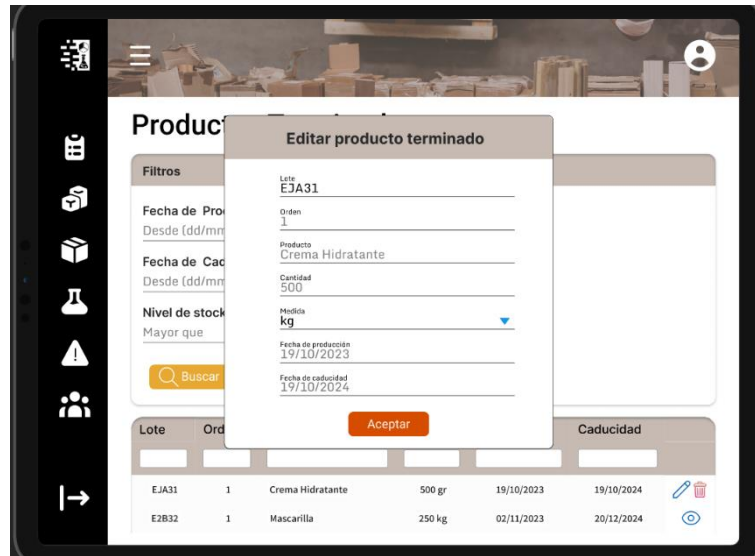 Produc
Editar producto terminado
Filtros
Lote
EJA31
Fecha de
Desde (dd/mm
Orden
1
Producto
Crema Hidratante
Fecha de Cad
Desde (dd/mm
Cantidad
500
Nivel de stock
Mayor que
Medida
kg
Fecha de producción
19/10/2023
Fecha de caducidad
19/10/2024
Buscar
Aceptar
Lote Ord Caducidad
EJA31 1 Crema Hidratante 500 gr 19/10/2023 19/10/2024
E2B32 1 Mascarilla 250 kg 02/11/2023 20/12/2024